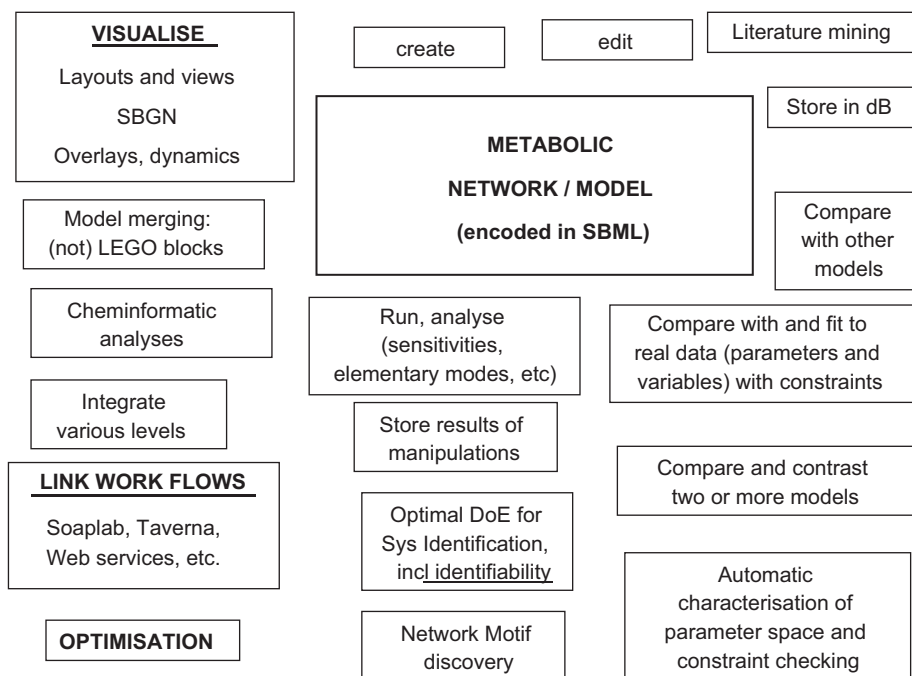 VISUALISE
Layouts and views
SBGN
Overlays, dynamics
create
edit
Literature mining
Store in dB
METABOLIC
NETWORK / MODEL
(encoded in SBML)
Model merging:
(not) LEGO blocks
Compare
with other
models
Cheminformatic
analyses
Run, analyse
(sensitivities,
elementary modes, etc)
Compare with and fit to
real data (parameters and
variables) with constraints
Integrate
various levels
Store results of
manipulations
LINK WORK FLOWS
Soaplab, Taverna,
Web services, etc.
Compare and contrast
two or more models
Optimal DoE for
Sys Identification,
incl identifiability
Automatic
characterisation of
parameter space and
constraint checking
OPTIMISATION
Network Motif
discovery